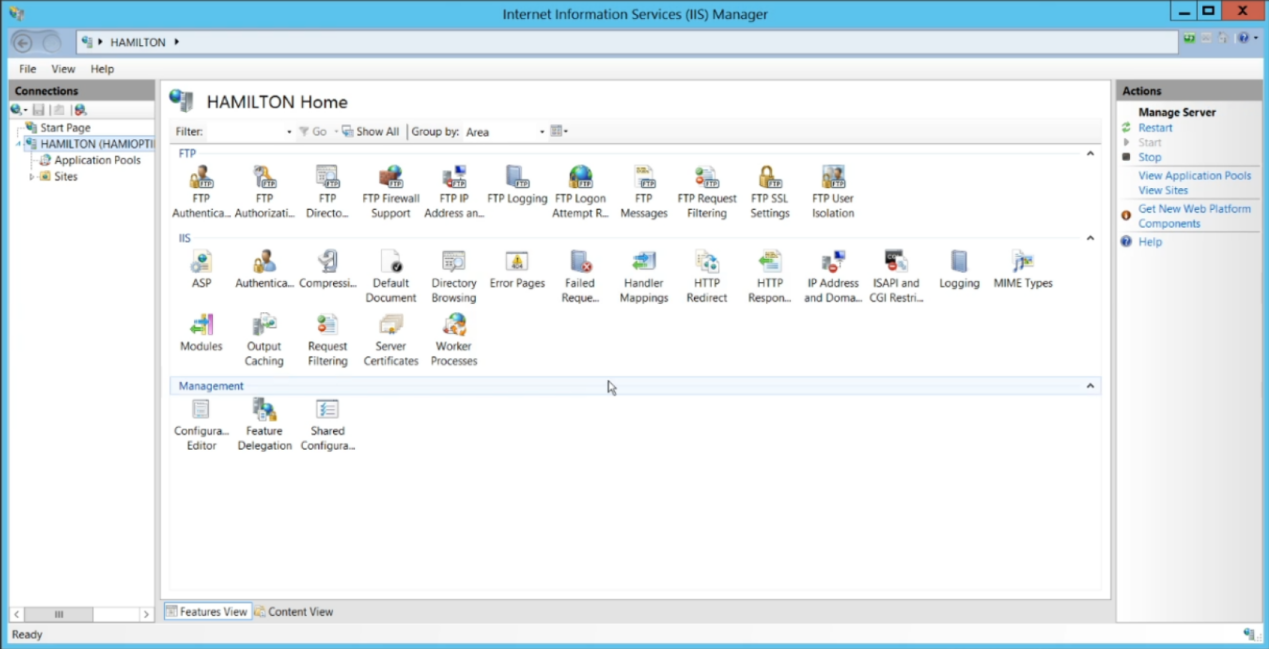 Internet Information Services (IIS) Manager
HAMILTON
File View Help
Connections
Start Page
HAMILTON (HAMIOPTI
Application Pools
Sites
HAMILTON Home
Filter: Go Show All Group by: Area
FTP
FTP Authentica...
FTP Authorizati...
FTP Directo...
FTP Firewall Support
FTP IP Address an...
FTP Logging
FTP Logon Attempt R...
FTP Messages
FTP Request Filtering
FTP SSL Settings
FTP User Isolation
IIS
ASP
Authentica...
Compressi...
Default Document
Directory Browsing
Error Pages
Failed Reque...
Handler Mappings
HTTP Redirect
HTTP Respon...
IP Address and Doma...
ISAPI and CGI Restri...
Logging
MIME Types
Modules
Output Caching
Request Filtering
Server Certificates
Worker Processes
Management
Configura... Editor
Feature Delegation
Shared Configura...
Features View
Content View
Actions
Manage Server
Restart
Start
Stop
View Application Pools
View Sites
Get New Web Platform
Components
Help
Ready